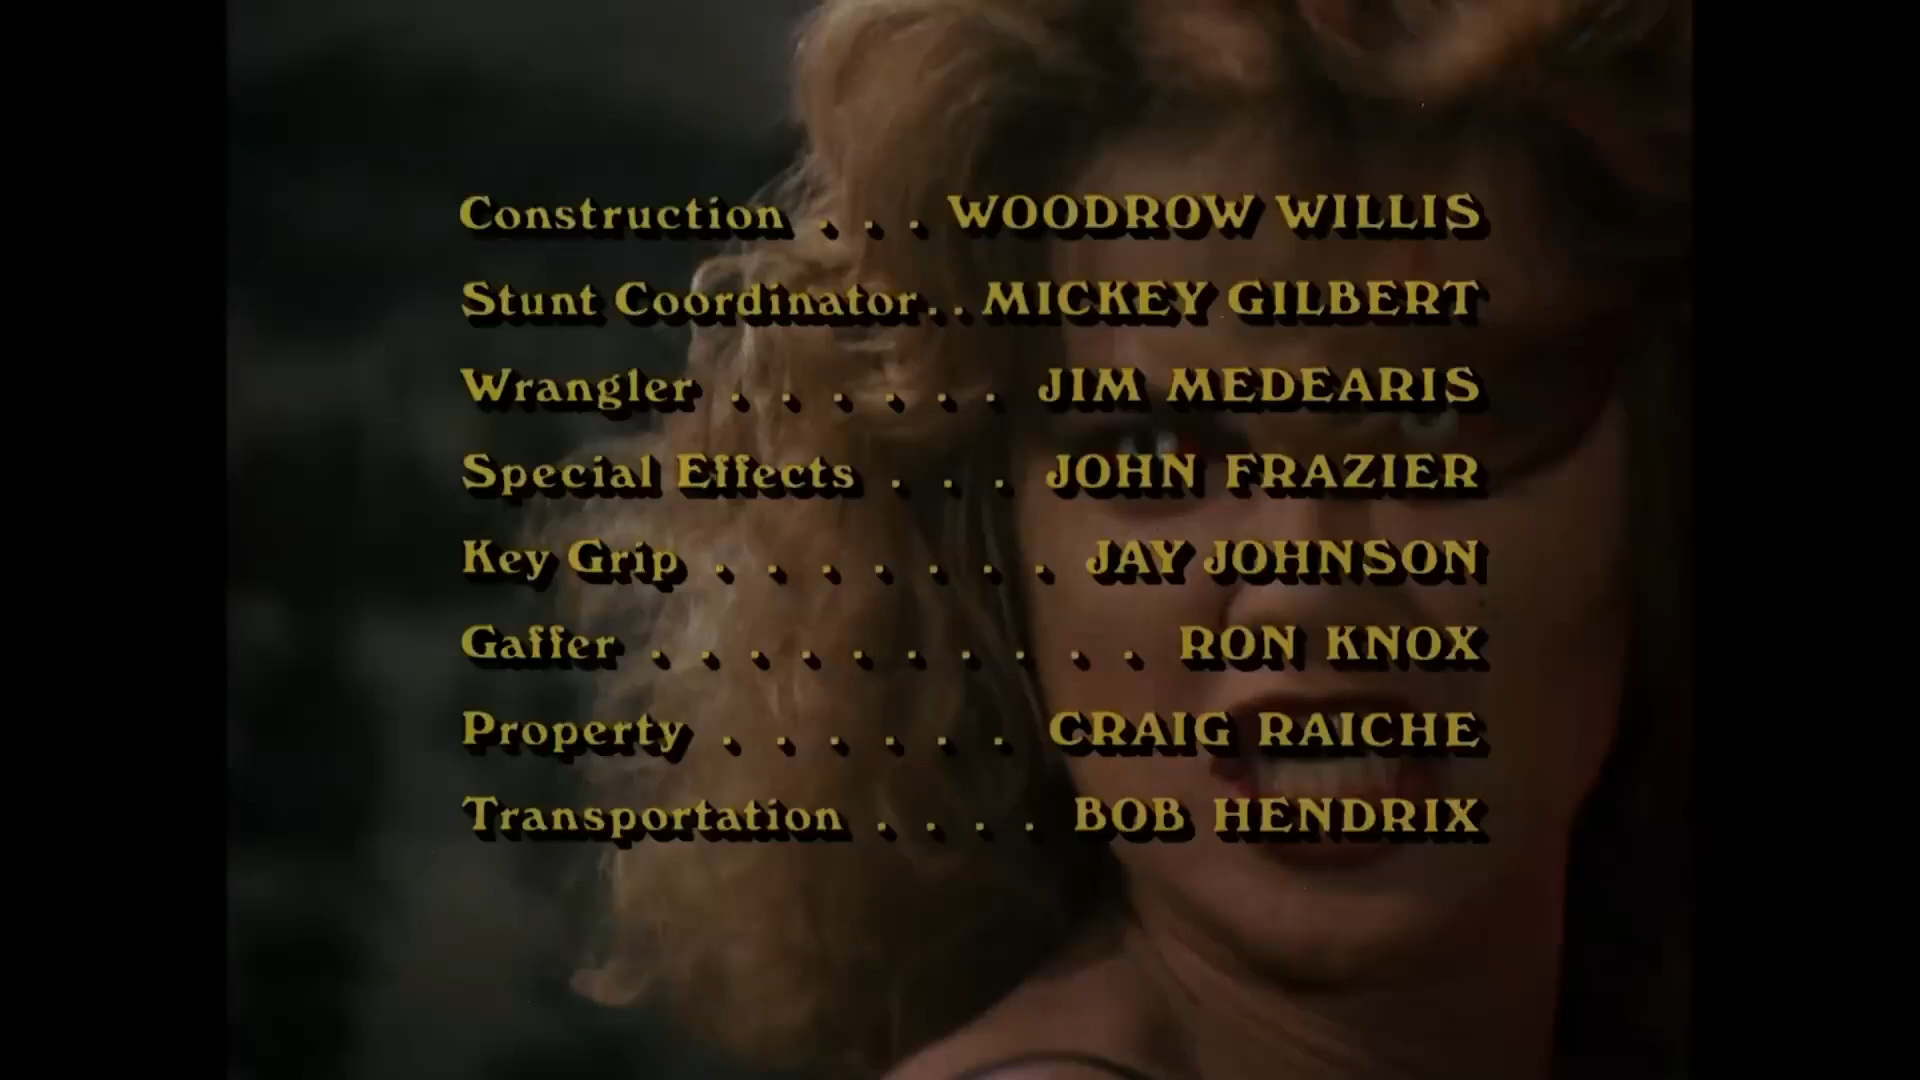 Construction . . . WOODROW WILLIS
Stunt Coordinator . . MICKEY GILBERT
Wrangler . . . . . . JIM MEDEARIS
Special Effects . . . JOHN FRAZIER
Key Grip . . . . . . . JAY JOHNSON
Gaffer . . . . . . . . . . RON KNOX
Property . . . . . . CRAIG RAICHE
Transportation . . . . BOB HENDRIX